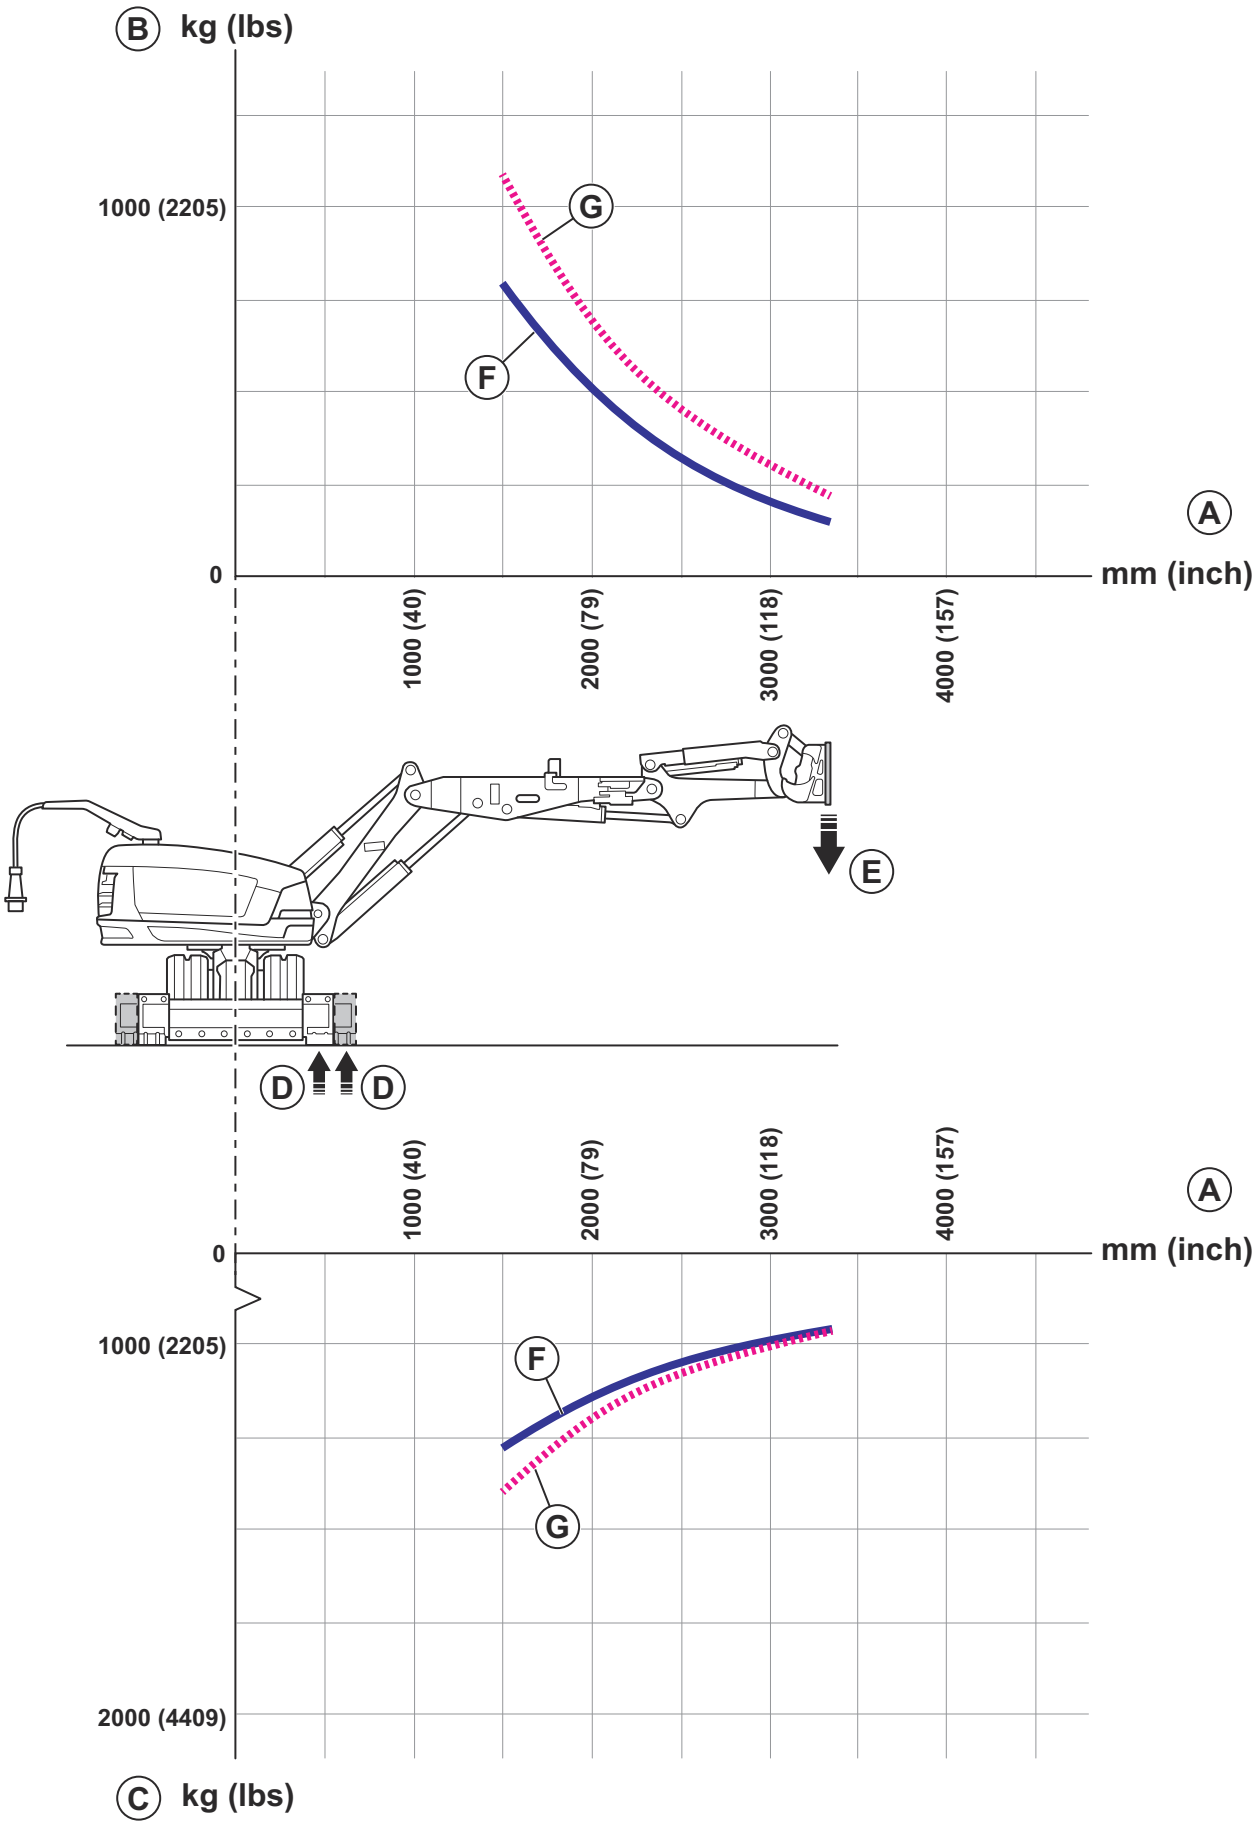 B kg (lbs)
1000 (2205)
G
F
A
0
mm (inch)
1000 (40)
2000 (79)
3000 (118)
4000 (157)
E
D
D
1000 (40)
2000 (79)
3000 (118)
4000 (157)
A
0
mm (inch)
1000 (2205)
F
G
2000 (4409)
C kg (lbs)